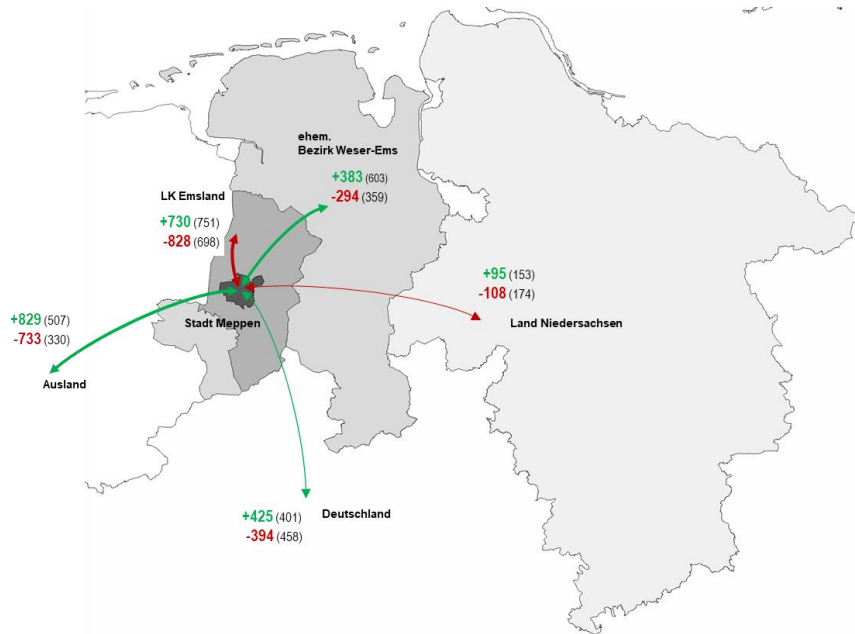 ehem.
Bezirk Weser-Ems
+383 (603)
-294 (359)
LK Emsland
+730 (751)
-828 (698)
+95 (153)
-108 (174)
Land Niedersachsen
Stadt Meppen
+829 (507)
-733 (330)
Ausland
Deutschland
+425 (401)
-394 (458)